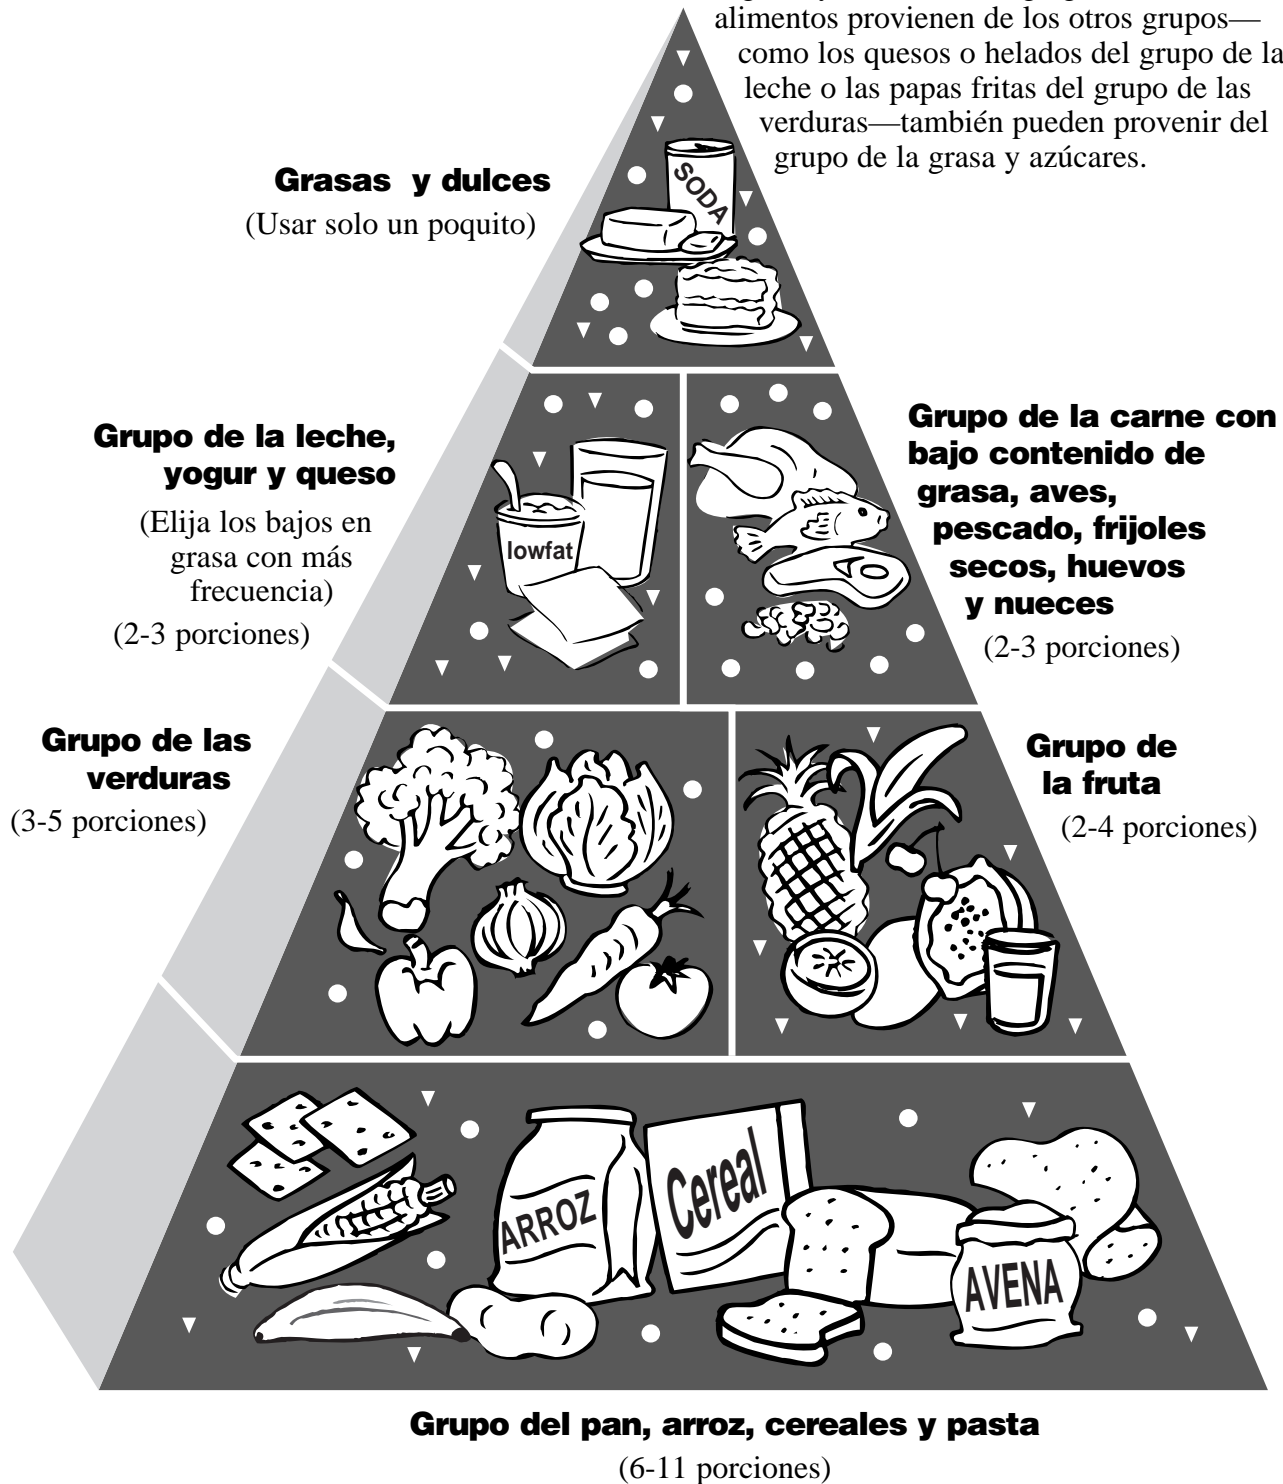 alimentos provienen de los otros grupos—
como los quesos o helados del grupo de la
leche o las papas fritas del grupo de las
verduras—también pueden provenir del
grupo de la grasa y azúcares.
Grasas y dulces
(Usar solo un poquito)
SODA
Grupo de la leche,
yogur y queso
(Elija los bajos en
grasa con más
frecuencia)
(2-3 porciones)
lowfat
Grupo de la carne con
bajo contenido de
grasa, aves,
pescado, frijoles
secos, huevos
y nueces
(2-3 porciones)
Grupo de las
verduras
(3-5 porciones)
Grupo de
la fruta
(2-4 porciones)
ARROZ
Cereal
AVENA
Grupo del pan, arroz, cereales y pasta
(6-11 porciones)